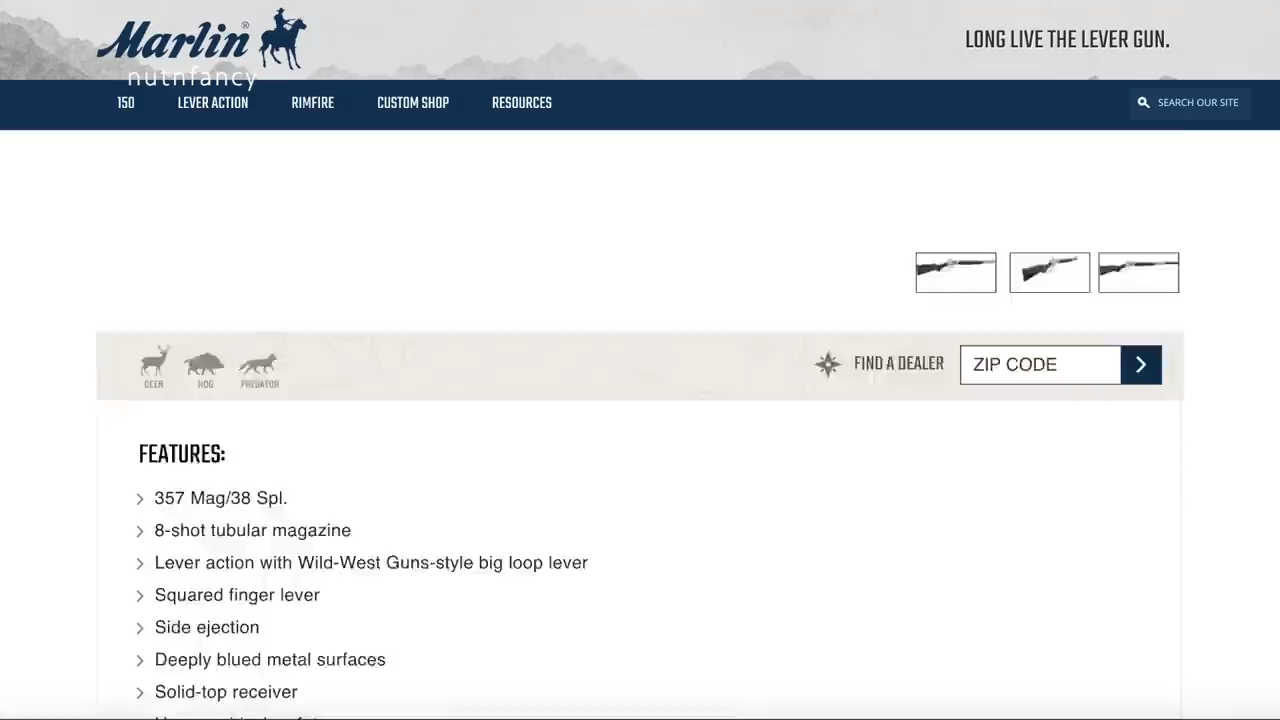 Marlin®
nutnfancy
LONG LIVE THE LEVER GUN.
150
LEVER ACTION
RIMFIRE
CUSTOM SHOP
RESOURCES
SEARCH OUR SITE
DEER
HOG
PREDATOR
FIND A DEALER
ZIP CODE
FEATURES:
357 Mag/38 Spl.
8-shot tubular magazine
Lever action with Wild-West Guns-style big loop lever
Squared finger lever
Side ejection
Deeply blued metal surfaces
Solid-top receiver